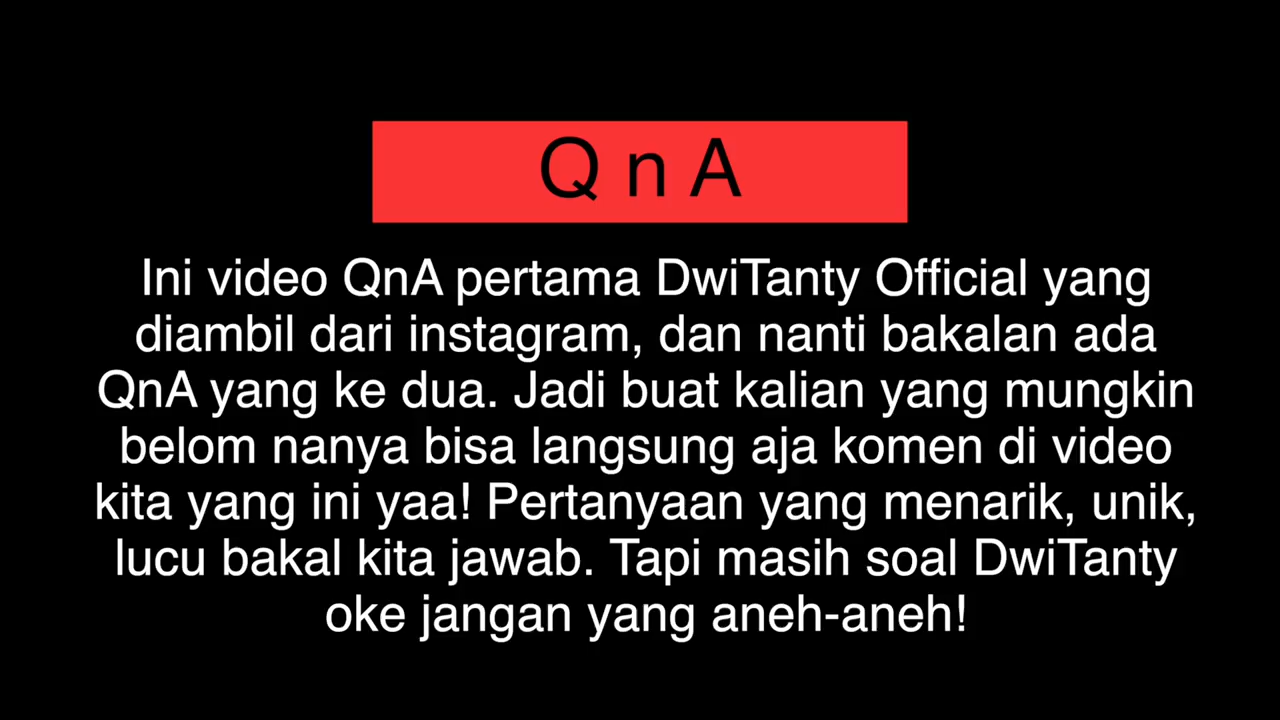 Q n A
Ini video QnA pertama DwiTanty Official yang
diambil dari instagram, dan nanti bakalan ada
QnA yang ke dua. Jadi buat kalian yang mungkin
belom nanya bisa langsung aja komen di video
kita yang ini yaa! Pertanyaan yang menarik, unik,
lucu bakal kita jawab. Tapi masih soal DwiTanty
oke jangan yang aneh-aneh!